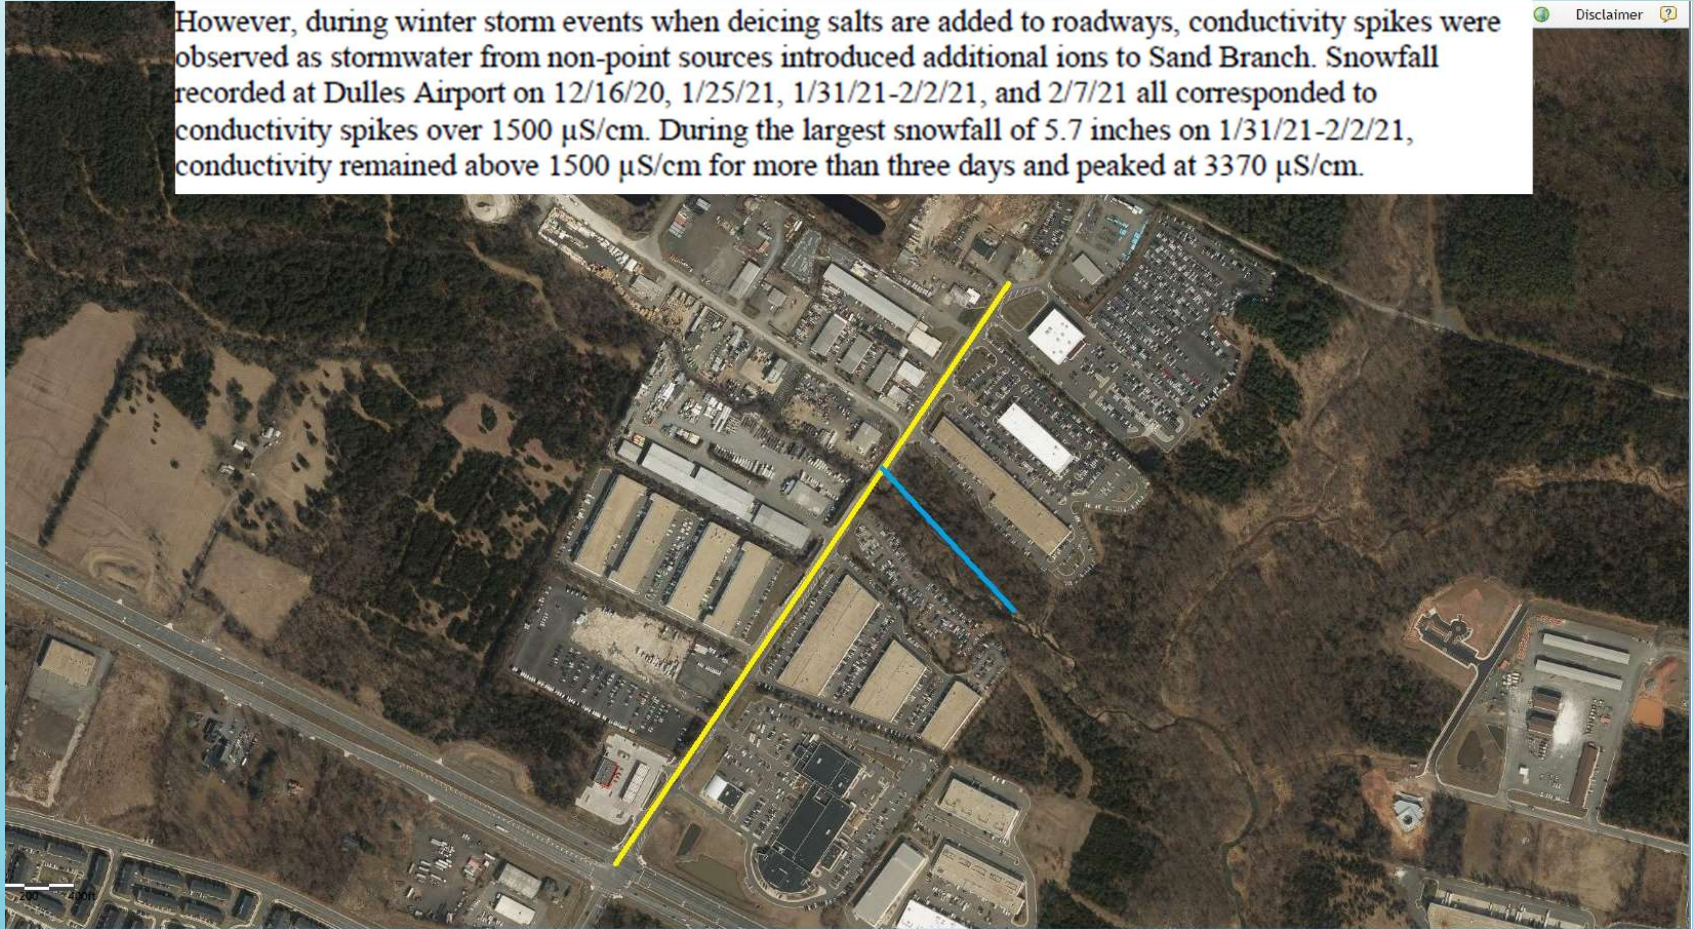 However, during winter storm events when deicing salts are added to roadways, conductivity spikes were
observed as stormwater from non-point sources introduced additional ions to Sand Branch. Snowfall
recorded at Dulles Airport on 12/16/20, 1/25/21, 1/31/21-2/2/21, and 2/7/21 all corresponded to
conductivity spikes over 1500 µS/cm. During the largest snowfall of 5.7 inches on 1/31/21-2/2/21,
conductivity remained above 1500 µS/cm for more than three days and peaked at 3370 µS/cm.
Disclaimer ?
200 400ft